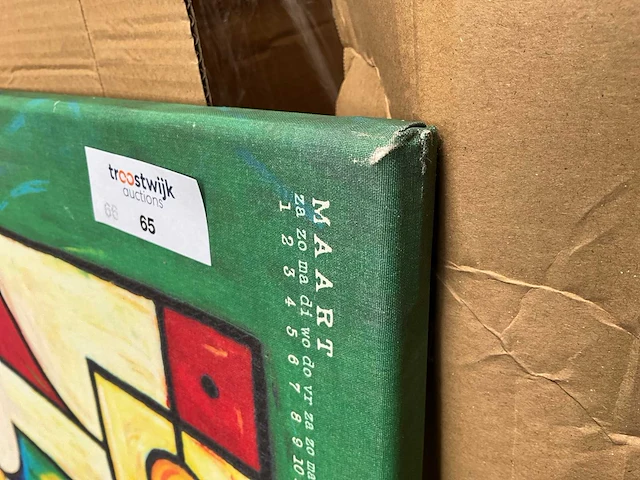 troostwijk
auctions
66
65
MAART
za zo ma di wo do vr za zo ma
1 2 3 4 5 6 7 8 9 10